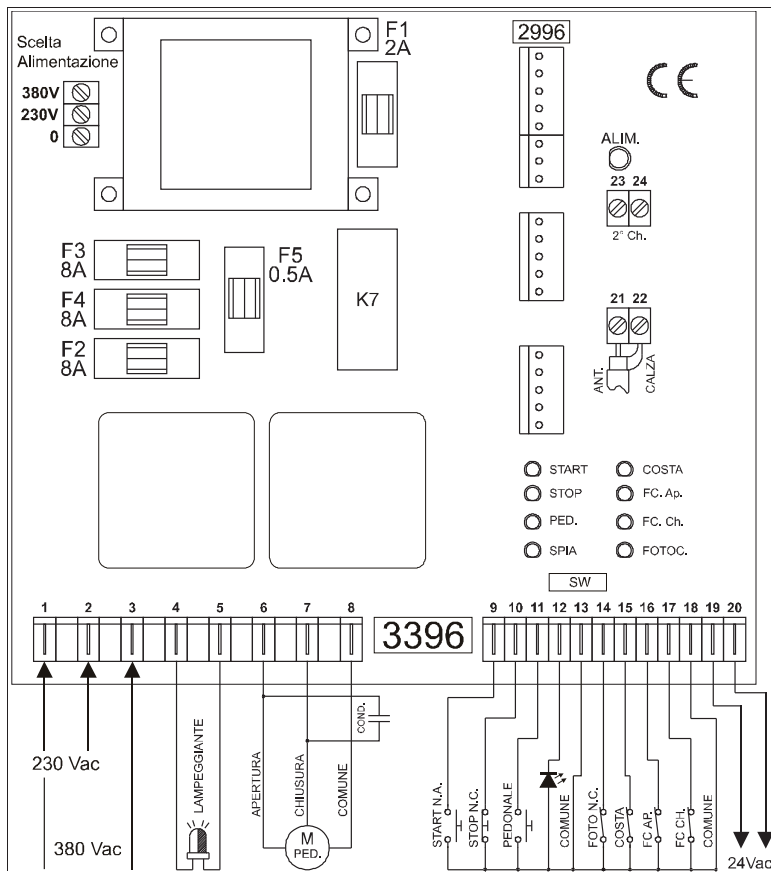 Scelta
Alimentazione
380V
230V
0
F1
2A
2996
ALIM.
23 24
2° Ch.
F3
8A
F4
8A
F2
8A
F5
0.5A
K7
21 22
ANT.
CALZA
START
COSTA
STOP
FC. Ap.
PED.
FC. Ch.
SPIA
FOTOC.
SW
1 2 3 4 5 6 7 8
3396
9 10 11 12 13 14 15 16 17 18 19 20
230 Vac
380 Vac
LAMPEGGIANTE
APERTURA
CHIUSURA
COMUNE
COND.
M
PED.
START N.A.
STOP N.C.
PEDONALE
COMUNE
FOTO N.C.
COSTA
FC AP.
FC CH.
COMUNE
24Vac